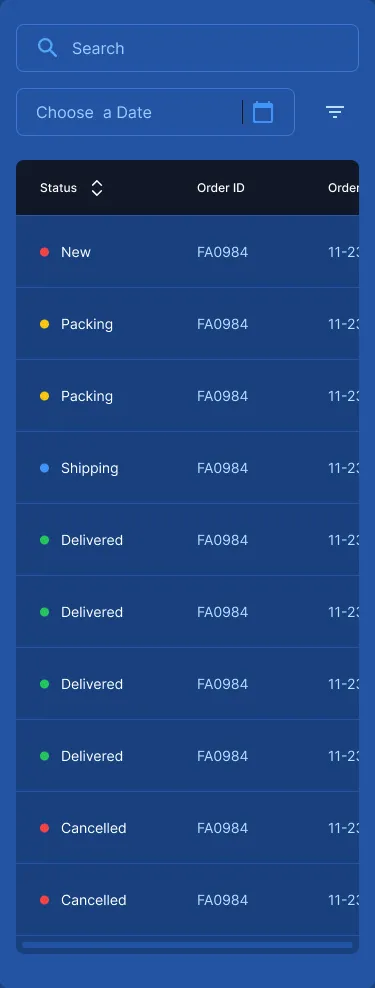 Search
Choose a Date
Status Order ID Order
New FA0984 11-23
Packing FA0984 11-23
Packing FA0984 11-23
Shipping FA0984 11-23
Delivered FA0984 11-23
Delivered FA0984 11-23
Delivered FA0984 11-23
Delivered FA0984 11-23
Cancelled FA0984 11-23
Cancelled FA0984 11-23